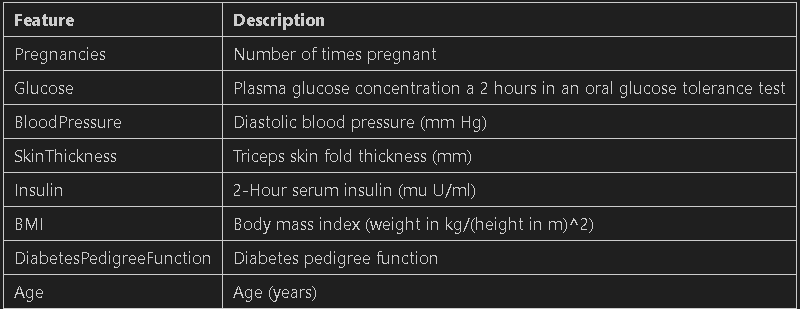 Feature Description
Pregnancies Number of times pregnant
Glucose Plasma glucose concentration a 2 hours in an oral glucose tolerance test
BloodPressure Diastolic blood pressure (mm Hg)
SkinThickness Triceps skin fold thickness (mm)
Insulin 2-Hour serum insulin (mu U/ml)
BMI Body mass index (weight in kg/(height in m)^2)
DiabetesPedigreeFunction Diabetes pedigree function
Age Age (years)